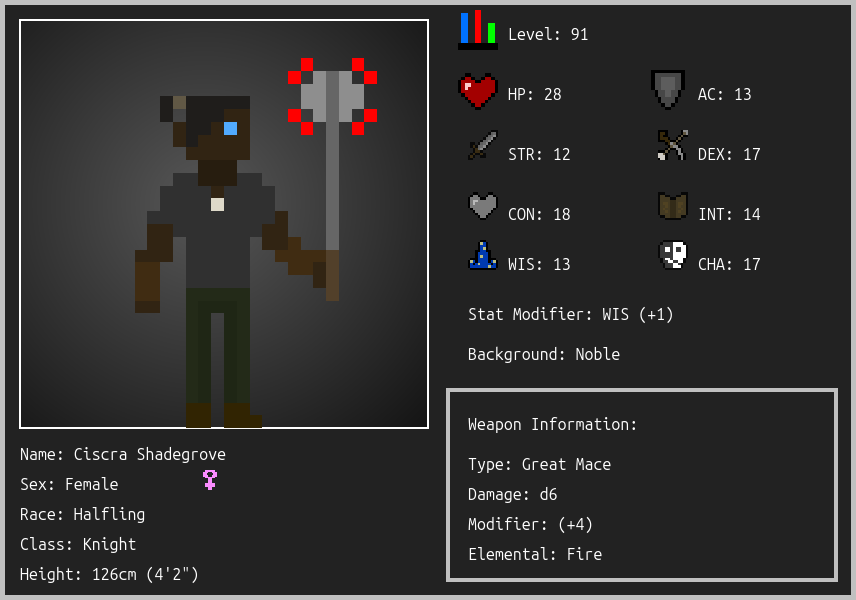 Level: 91
HP: 28
AC: 13
STR: 12
DEX: 17
CON: 18
INT: 14
WIS: 13
CHA: 17
Stat Modifier: WIS (+1)
Background: Noble
Weapon Information:
Type: Great Mace
Damage: d6
Modifier: (+4)
Elemental: Fire
Name: Ciscra Shadegrove
Sex: Female
Race: Halfling
Class: Knight
Height: 126cm (4'2")